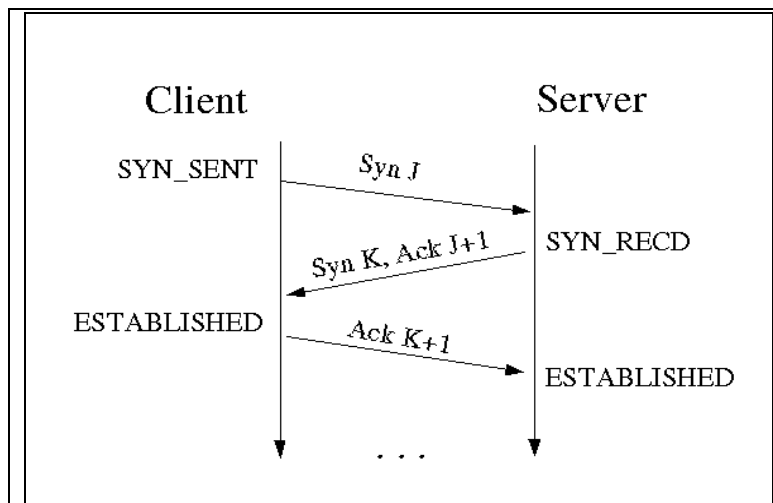 Client
Server
SYN_SENT
Syn J
SYN_RECD
Syn K, Ack J+1
ESTABLISHED
Ack K+1
ESTABLISHED
. . .